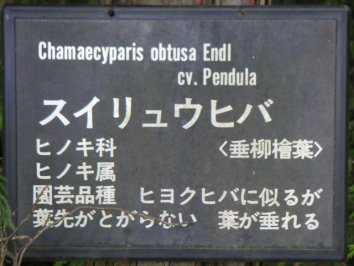 Chamaecyparis obtusa Endl
cv. Pendula
スイリュウヒバ
ヒノキ科 〈垂柳檜葉〉
ヒノキ属
園芸品種 ヒヨクヒバに似るが
葉先がとがらない 葉が垂れる